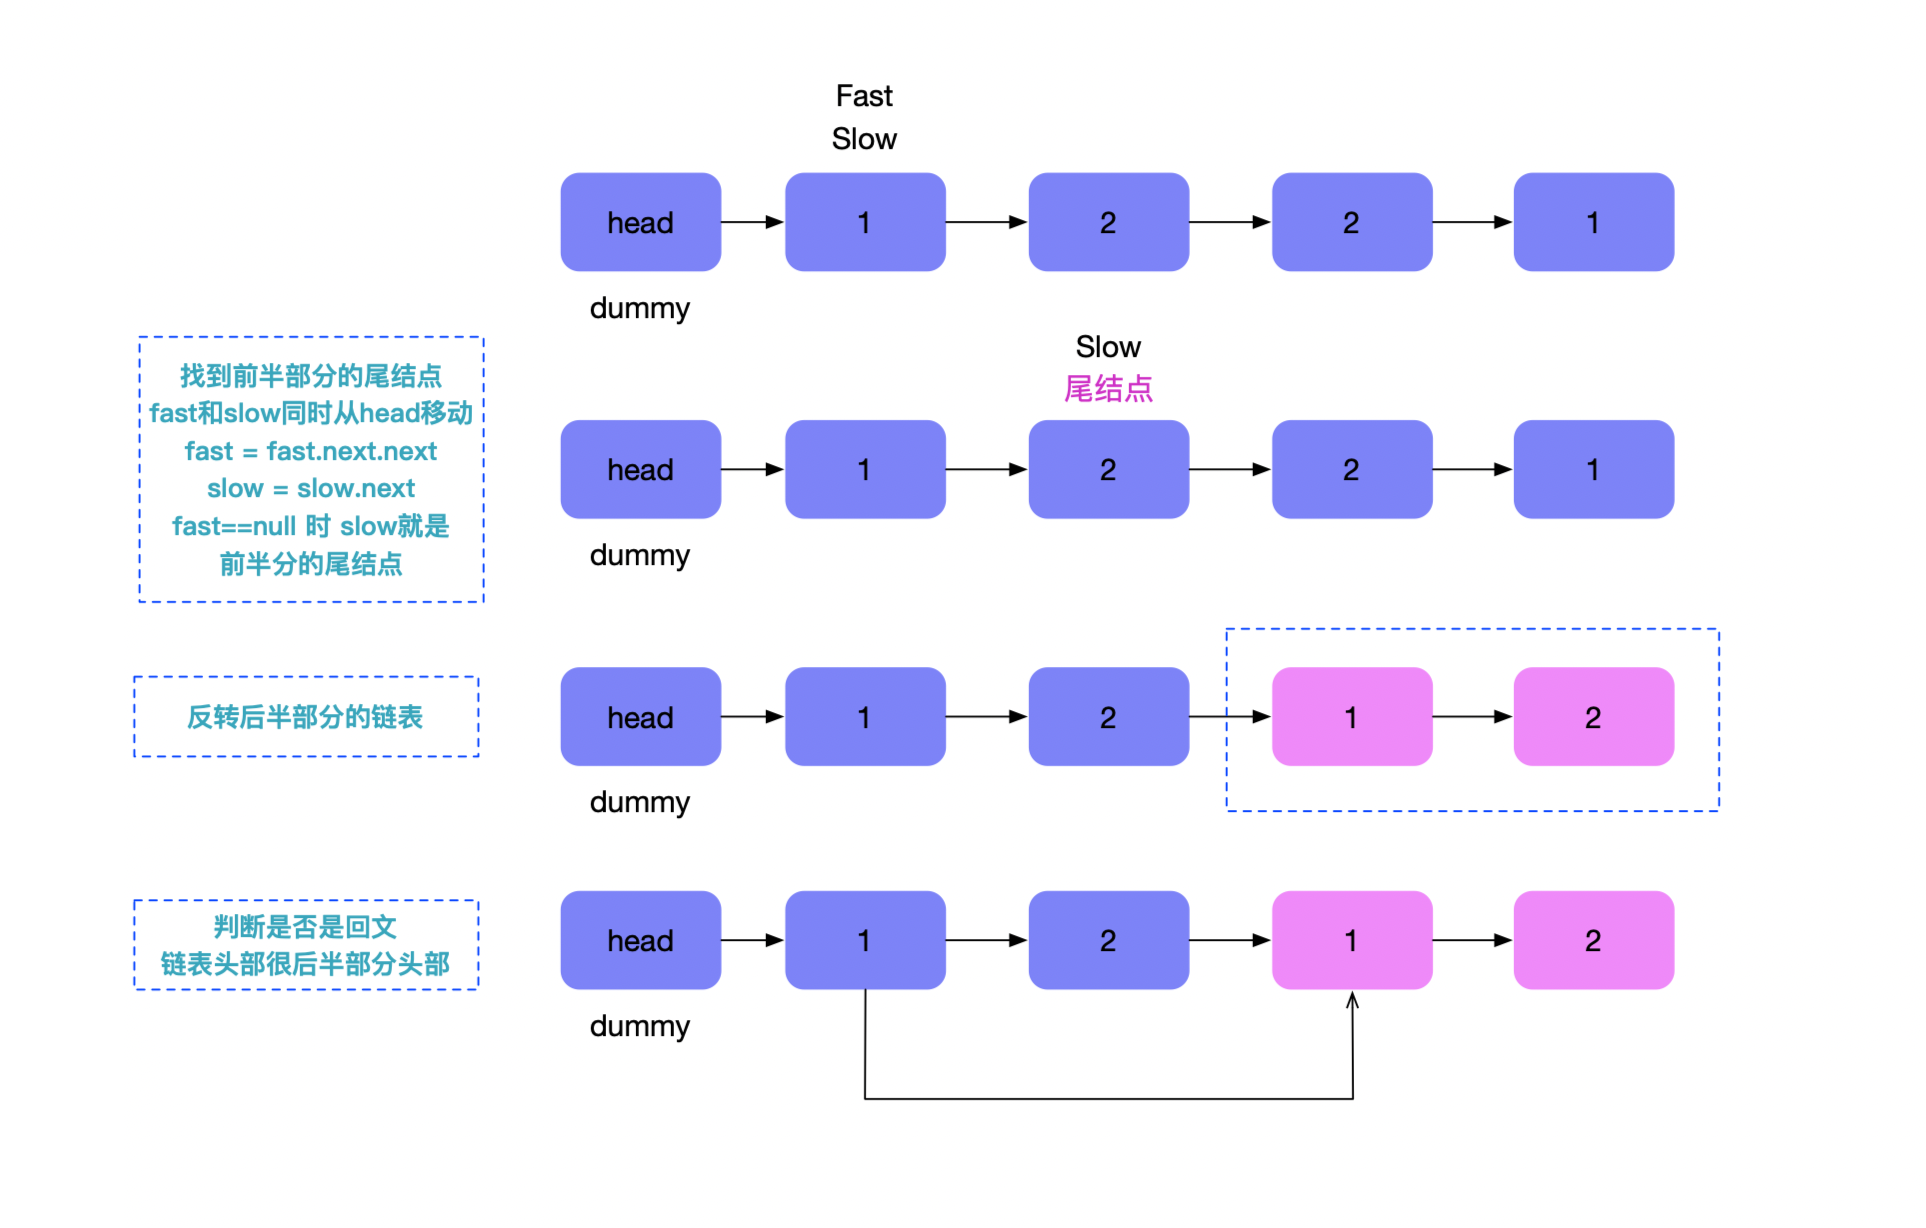 Fast
Slow
head
1
2
2
1
dummy
找到前半部分的尾结点
fast和slow同时从head移动
fast = fast.next.next
slow = slow.next
fast==null 时 slow就是
前半分的尾结点
Slow
尾结点
head
1
2
2
1
dummy
反转后半部分的链表
head
1
2
1
2
dummy
判断是否是回文
链表头部很后半部分头部
head
1
2
1
2
dummy